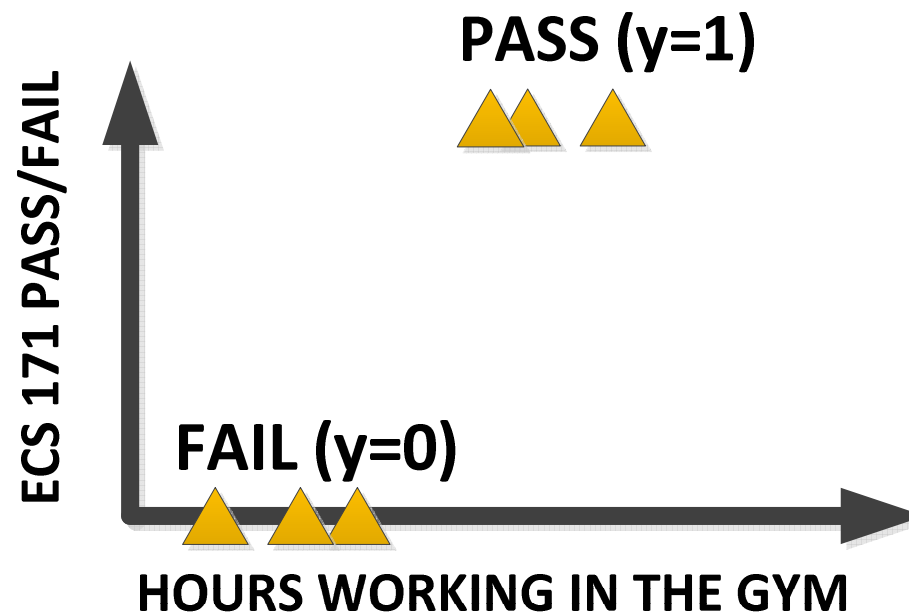 PASS (y=1)
ECS 171 PASS/FAIL
FAIL (y=0)
HOURS WORKING IN THE GYM